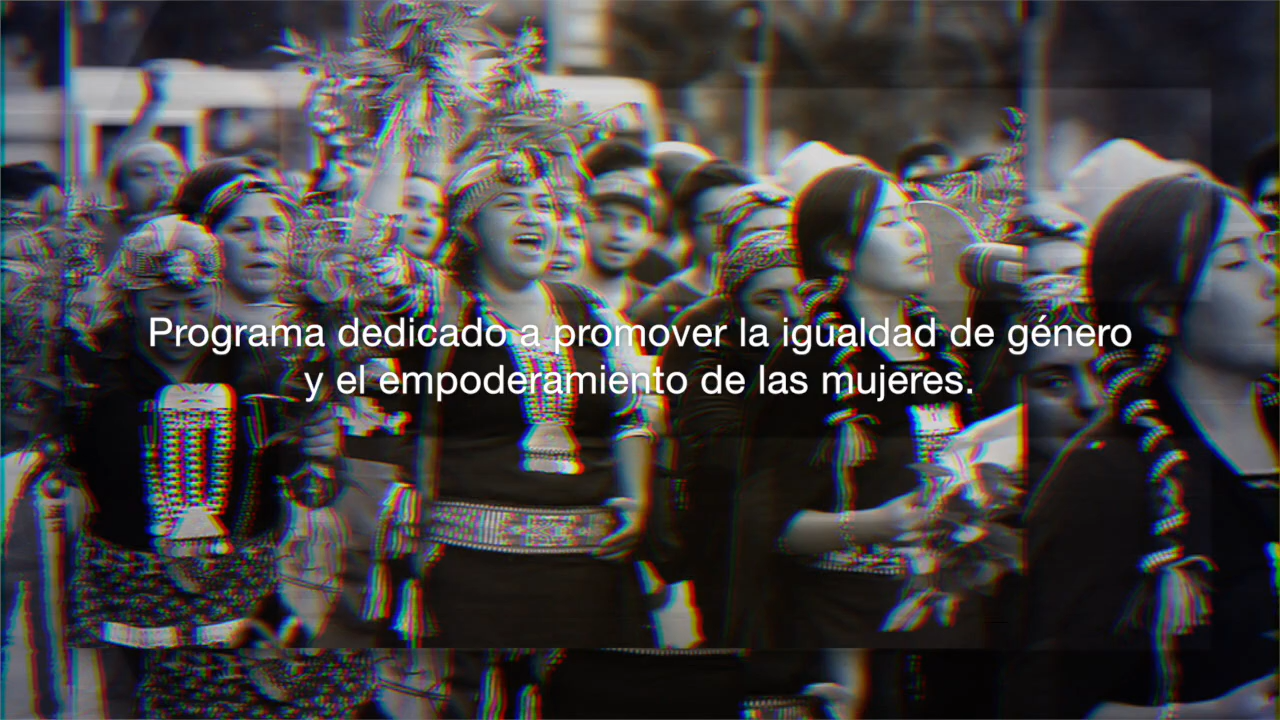 Programa dedicado a promover la igualdad de género
y el empoderamiento de las mujeres.